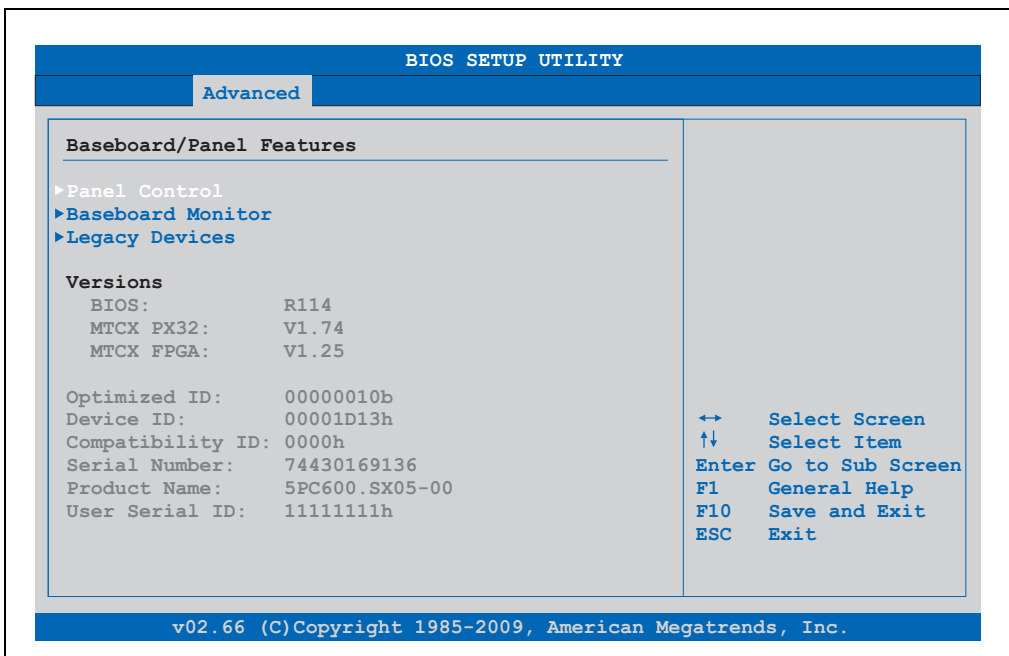 BIOS SETUP UTILITY
Advanced
Baseboard/Panel Features
▶Panel Control
▶Baseboard Monitor
▶Legacy Devices
Versions
BIOS: R114
MTCX PX32: V1.74
MTCX FPGA: V1.25
Optimized ID: 00000010b
Device ID: 00001D13h
Compatibility ID: 0000h
Serial Number: 74430169136
Product Name: 5PC600.SX05-00
User Serial ID: 11111111h
↔ Select Screen
↑↓ Select Item
Enter Go to Sub Screen
F1 General Help
F10 Save and Exit
ESC Exit
v02.66 (C)Copyright 1985-2009, American Megatrends, Inc.